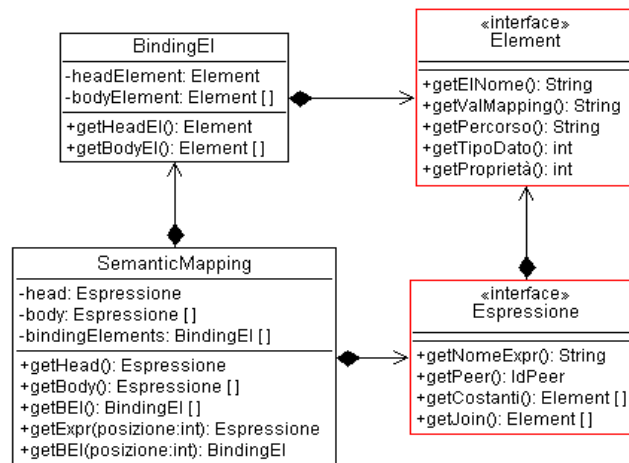 BindingEl
-headElement: Element
-bodyElement: Element []
+getHeadEl(): Element
+getBodyEl(): Element []
«interface»
Element
+getElNome(): String
+getValMapping(): String
+getPercorso(): String
+getTipoDato(): int
+getProprietà(): int
SemanticMapping
-head: Espressione
-body: Espressione []
-bindingElements: BindingEl []
+getHead(): Espressione
+getBody(): Espressione []
+getBEl(): BindingEl []
+getExpr(posizione:int): Espressione
+getBEl(posizione:int): BindingEl
«interface»
Espressione
+getNomeExpr(): String
+getPeer(): IdPeer
+getCostanti(): Element []
+getJoin(): Element []